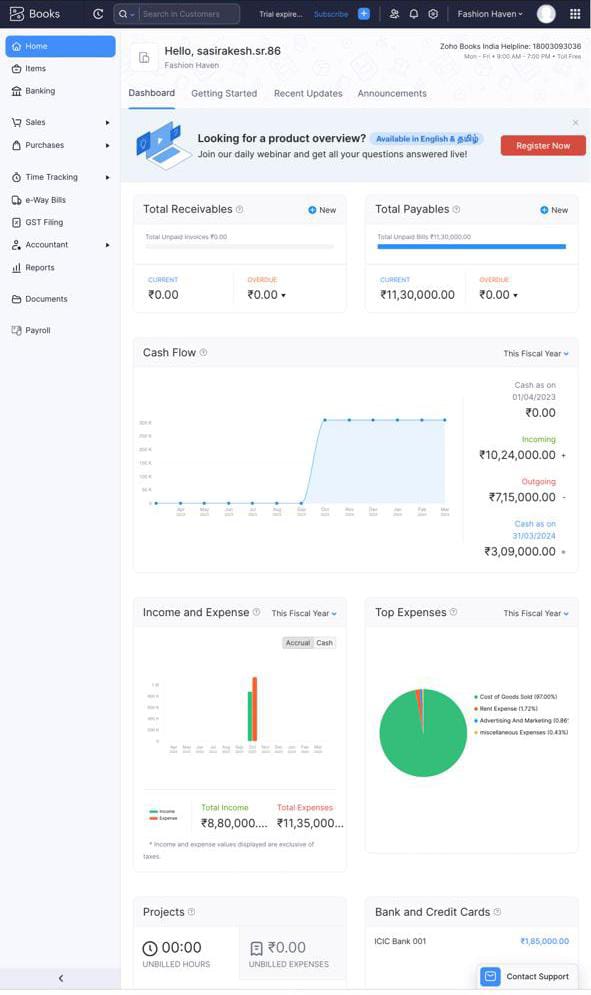 Books
Search in Customers
Trial expire...
Subscribe
Fashion Haven
Home
Items
Banking
Sales
Purchases
Time Tracking
e-Way Bills
GST Filing
Accountant
Reports
Documents
Payroll
Hello, sasirakesh.sr.86
Fashion Haven
Zoho Books India Helpline: 18003093036
Mon - Fri • 9:00 AM - 7:00 PM • Toll Free
Dashboard Getting Started Recent Updates Announcements
Looking for a product overview? Available in English & தமிழ்
Join our daily webinar and get all your questions answered live!
Register Now
Total Receivables
New
Total Unpaid Invoices ₹0.00
CURRENT
₹0.00
OVERDUE
₹0.00
Total Payables
New
Total Unpaid Bills ₹11,30,000.00
CURRENT
₹11,30,000.00
OVERDUE
₹0.00
Cash Flow
This Fiscal Year
300 K
250 K
200 K
150 K
100 K
50 K
0
Apr May Jun Jul Aug Sep Oct Nov Dec Jan Feb Mar
Cash as on
01/04/2023
₹0.00
Incoming
₹10,24,000.00 +
Outgoing
₹7,15,000.00 -
Cash as on
31/03/2024
₹3,09,000.00 =
Income and Expense
This Fiscal Year
Accrual Cash
1 M
800 K
600 K
400 K
200 K
0
Apr May Jun Jul Aug Sep Oct Nov Dec Jan Feb Mar
Income
Expense
Total Income
₹8,80,000....
Total Expenses
₹11,35,000...
* Income and expense values displayed are exclusive of
taxes.
Top Expenses
This Fiscal Year
Cost of Goods Sold (97.00%)
Rent Expense (1.72%)
Advertising And Marketing (0.86
miscellaneous Expenses (0.43%)
Projects
00:00
UNBILLED HOURS
₹0.00
UNBILLED EXPENSES
Bank and Credit Cards
ICIC Bank 001
₹1,85,000.00
Contact Support